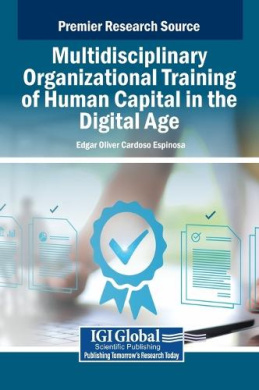 Premier Research Source
Multidisciplinary
Organizational Training
of Human Capital in the
Digital Age
Edgar Oliver Cardoso Espinosa
IGI Global
Scientific Publishing
Publishing Tomorrow's Research Today